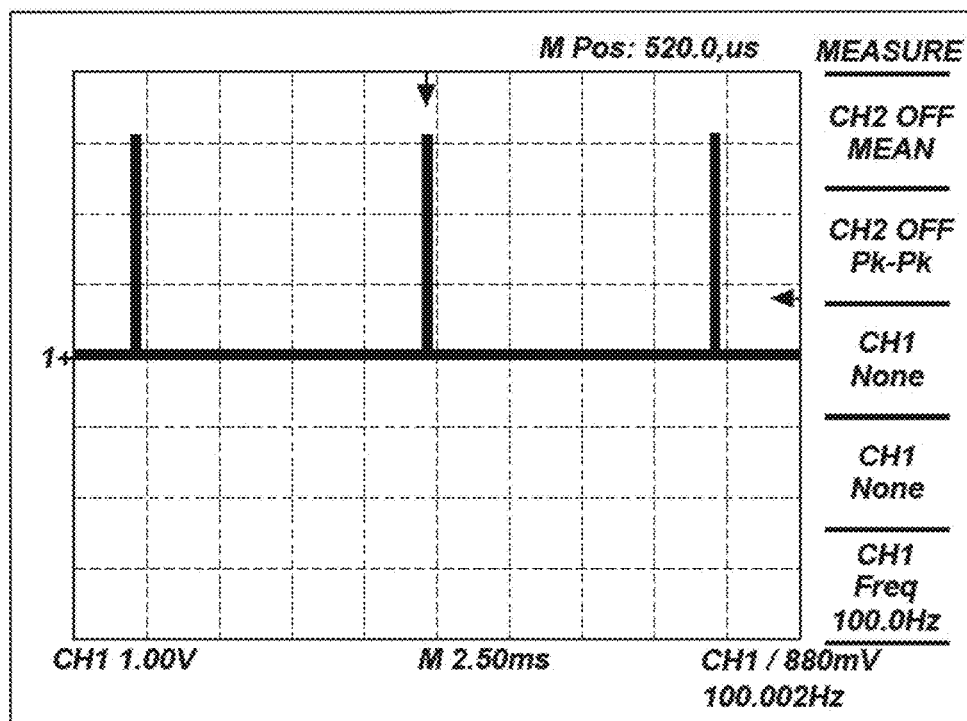 M Pos: 520.0,us
MEASURE
CH2 OFF
MEAN
CH2 OFF
Pk-Pk
CH1
None
CH1
None
CH1
Freq
100.0Hz
1+
CH1 1.00V
M 2.50ms
CH1 / 880mV
100.002Hz